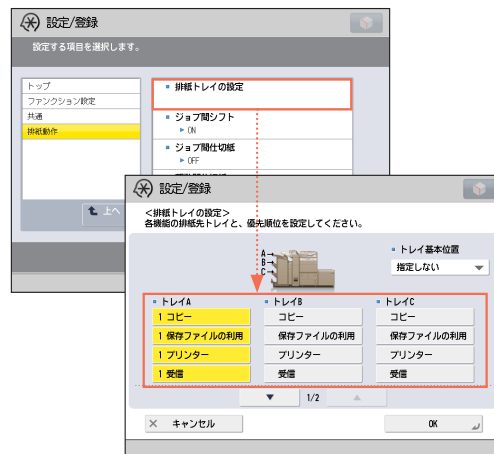 設定/登録
設定する項目を選択します。
トップ
ファンクション設定
共通
排紙動作
排紙トレイの設定
ジョブ間シフト
ON
ジョブ間仕切紙
OFF
上へ
設定/登録
<排紙トレイの設定>
各機能の排紙先トレイと、優先順位を設定してください。
A
B
C
トレイ基本位置
指定しない
トレイA
トレイB
トレイC
1 コピー
コピー
コピー
1 保存ファイルの利用
保存ファイルの利用
保存ファイルの利用
1 プリンター
プリンター
プリンター
1 受信
受信
受信
1/2
キャンセル
OK